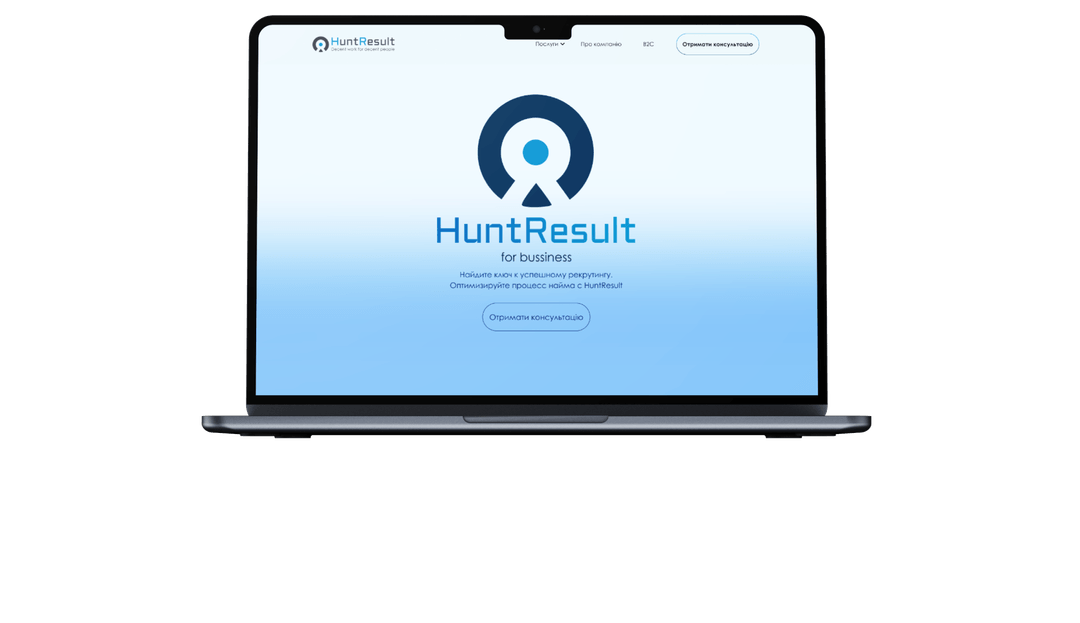 HuntResult
Decent work for decent people
Послуги
Про компанію
B2C
Отримати консультацію
HuntResult
for bussiness
Найдите ключ к успешному рекрутингу.
Оптимизируйте процесс найма с HuntResult
Отримати консультацію